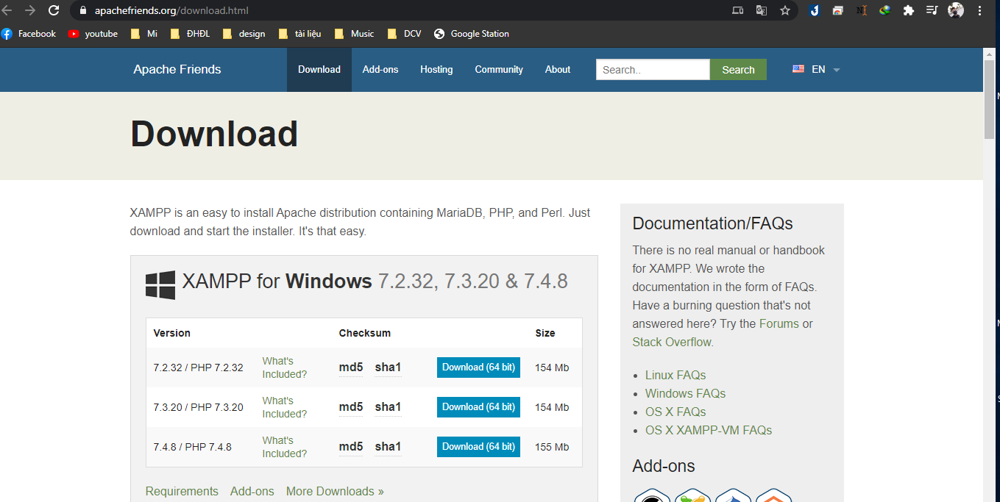 apachefriends.org/download.html
Facebook youtube Mi ĐHĐL design tài liệu Music DCV Google Station
Apache Friends Download Add-ons Hosting Community About Search.. Search EN
Download
XAMPP is an easy to install Apache distribution containing MariaDB, PHP, and Perl. Just
download and start the installer. It's that easy.
XAMPP for Windows 7.2.32, 7.3.20 & 7.4.8
Version Checksum Size
7.2.32 / PHP 7.2.32 What's Included? md5 sha1 Download (64 bit) 154 Mb
7.3.20 / PHP 7.3.20 What's Included? md5 sha1 Download (64 bit) 154 Mb
7.4.8 / PHP 7.4.8 What's Included? md5 sha1 Download (64 bit) 155 Mb
Requirements Add-ons More Downloads »
Documentation/FAQs
There is no real manual or handbook
for XAMPP. We wrote the
documentation in the form of FAQs.
Have a burning question that's not
answered here? Try the Forums or
Stack Overflow.
• Linux FAQs
• Windows FAQs
• OS X FAQs
• OS X XAMPP-VM FAQs
Add-ons